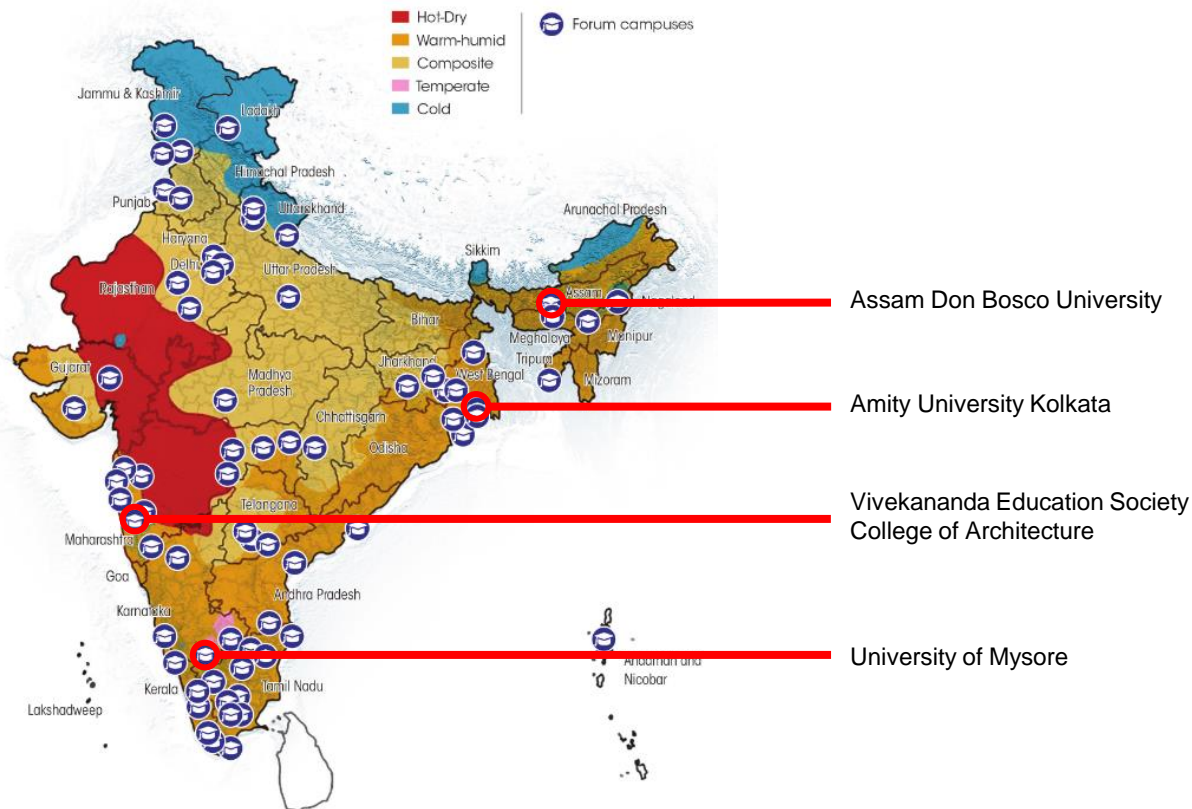 Hot-Dry
Warm-humid
Composite
Temperate
Cold
Forum campuses
Jammu & Kashmir
Ladakh
Himachal Pradesh
Punjab
Uttarakhand
Arunachal Pradesh
Haryana
Sikkim
Delhi
Uttar Pradesh
Rajasthan
Assam
Nagaland
Assam Don Bosco University
Bihar
Meghalaya
Manipur
Gujarat
Jharkhand
Tripura
West Bengal
Madhya
Pradesh
Mizoram
Amity University Kolkata
Chhattisgarh
Odisha
Telangana
Vivekananda Education Society
College of Architecture
Maharashtra
Goa
Andhra Pradesh
Karnataka
University of Mysore
Andaman and
Nicobar
Kerala
Tamil Nadu
Lakshadweep